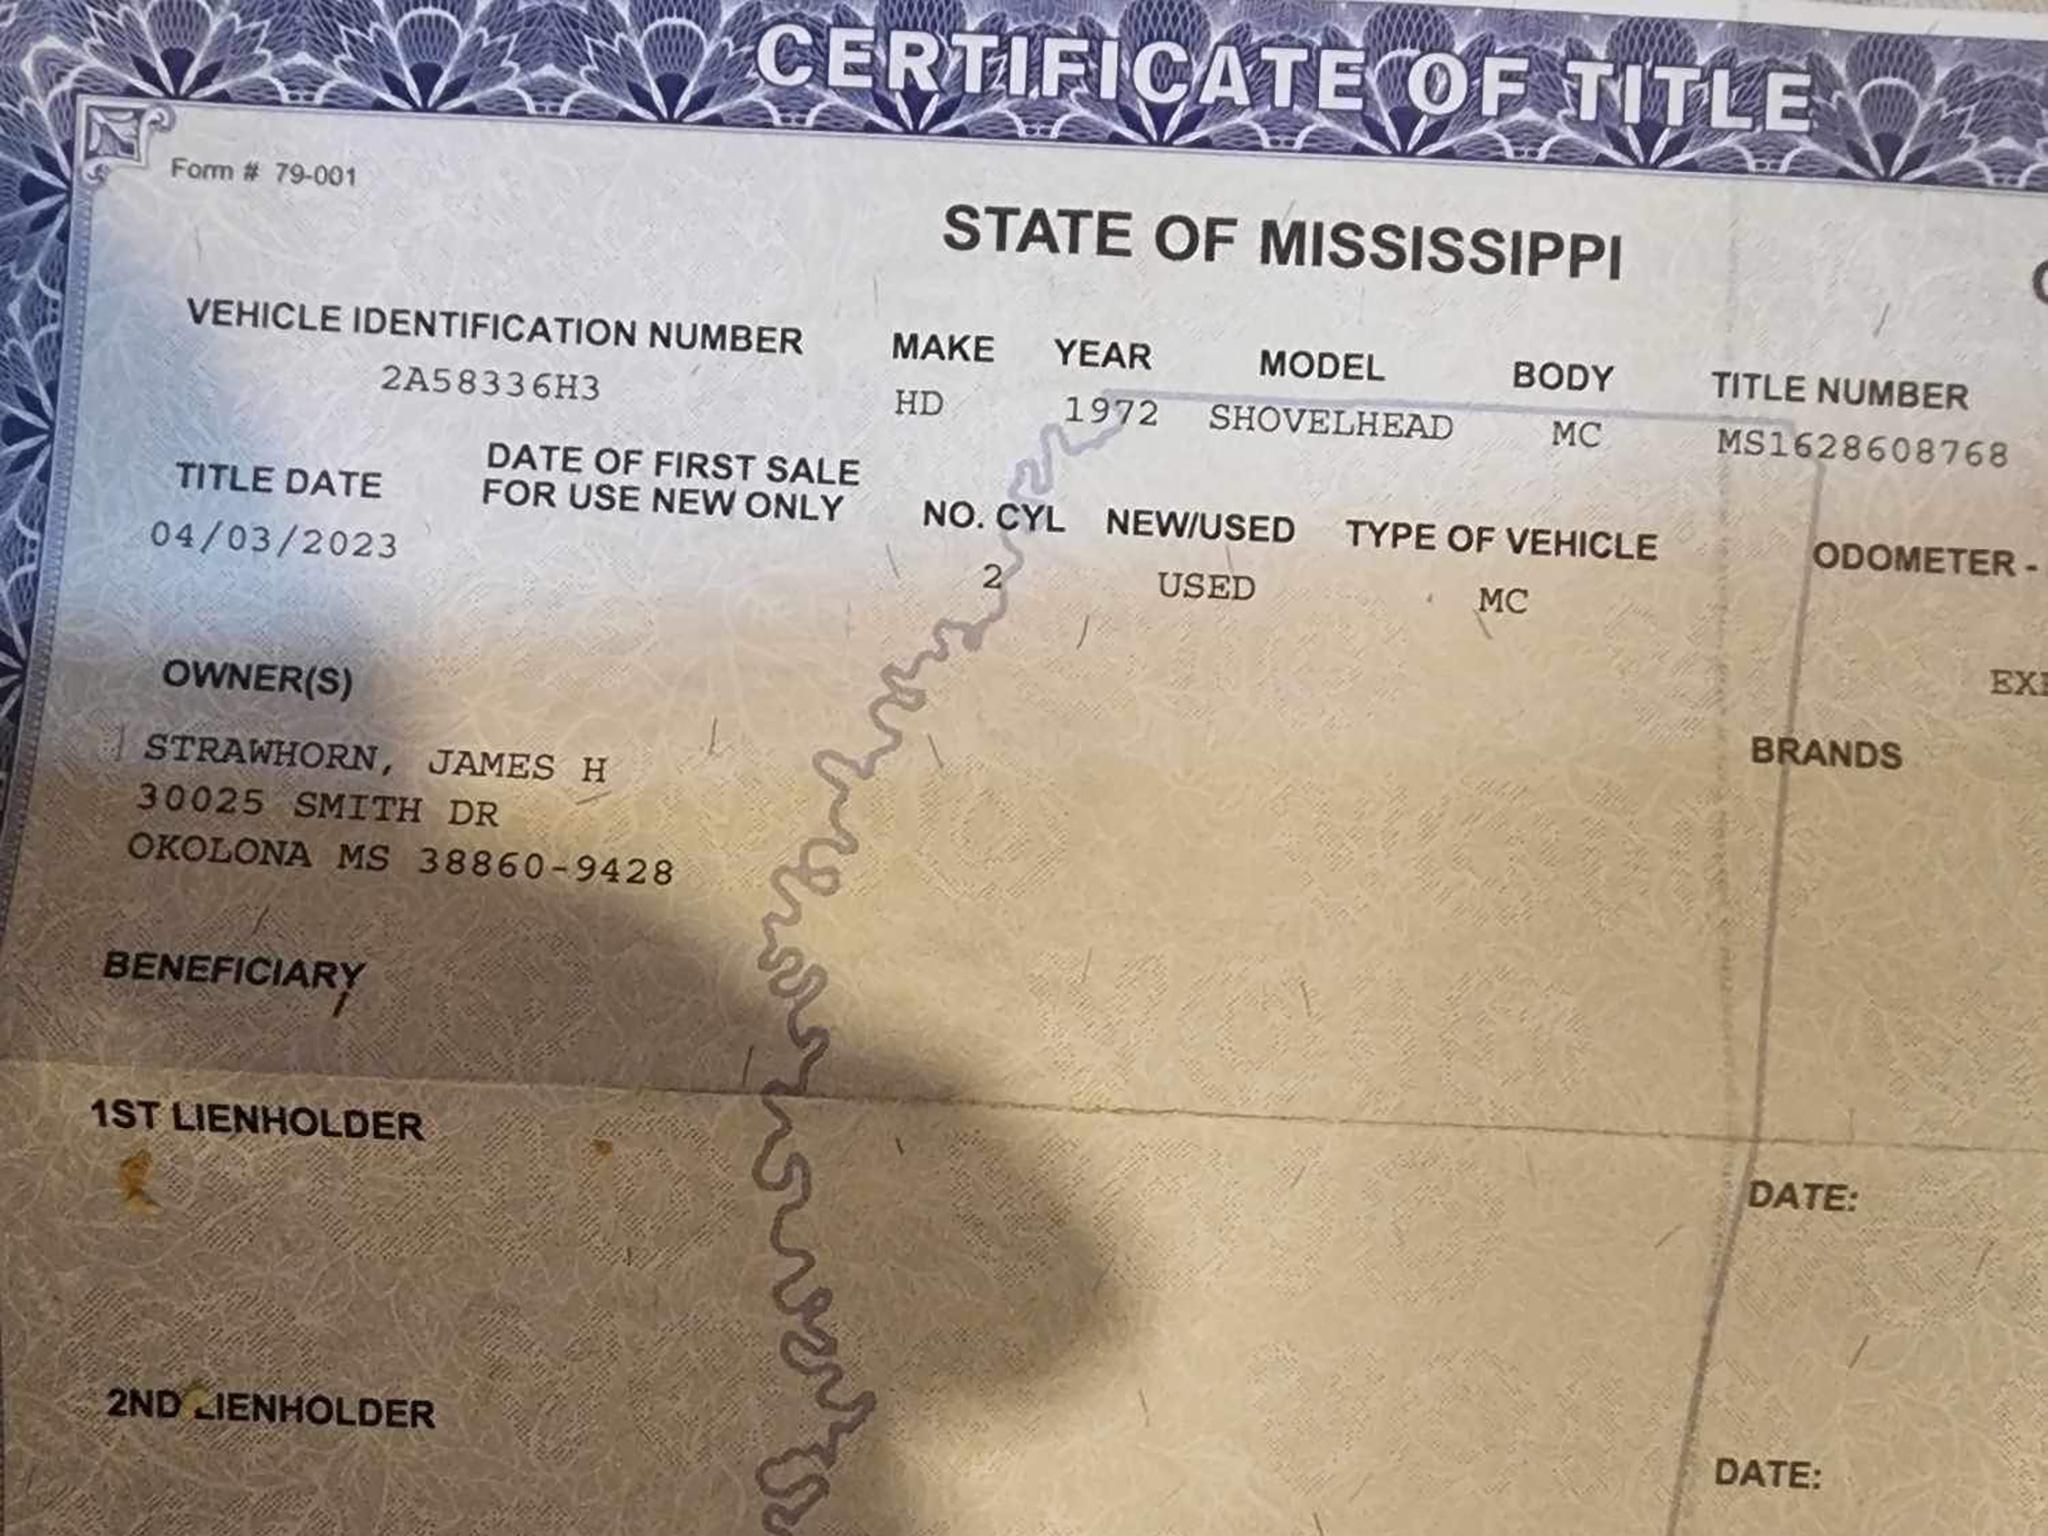 CERTIFICATE OF TITLE
Form # 79-001
STATE OF MISSISSIPPI
VEHICLE IDENTIFICATION NUMBER MAKE YEAR MODEL BODY TITLE NUMBER
2A58336H3 HD 1972 SHOVELHEAD MC MS1628608768
TITLE DATE DATE OF FIRST SALE
FOR USE NEW ONLY NO. CYL NEW/USED TYPE OF VEHICLE ODOMETER -
04/03/2023 2 USED MC
OWNER(S)
BRANDS
STRAWHORN, JAMES H
30025 SMITH DR
OKOLONA MS 38860-9428
BENEFICIARY
1ST LIENHOLDER
DATE:
2ND LIENHOLDER
DATE: